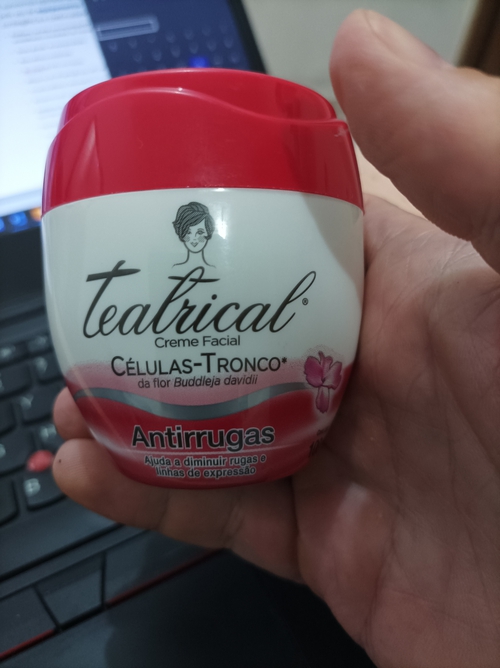 Teatrical®
Creme Facial
CÉLULAS-TRONCO*
da flor Buddleja davidii
Antirrugas
Ajuda a diminuir rugas e
linhas de expressão
B